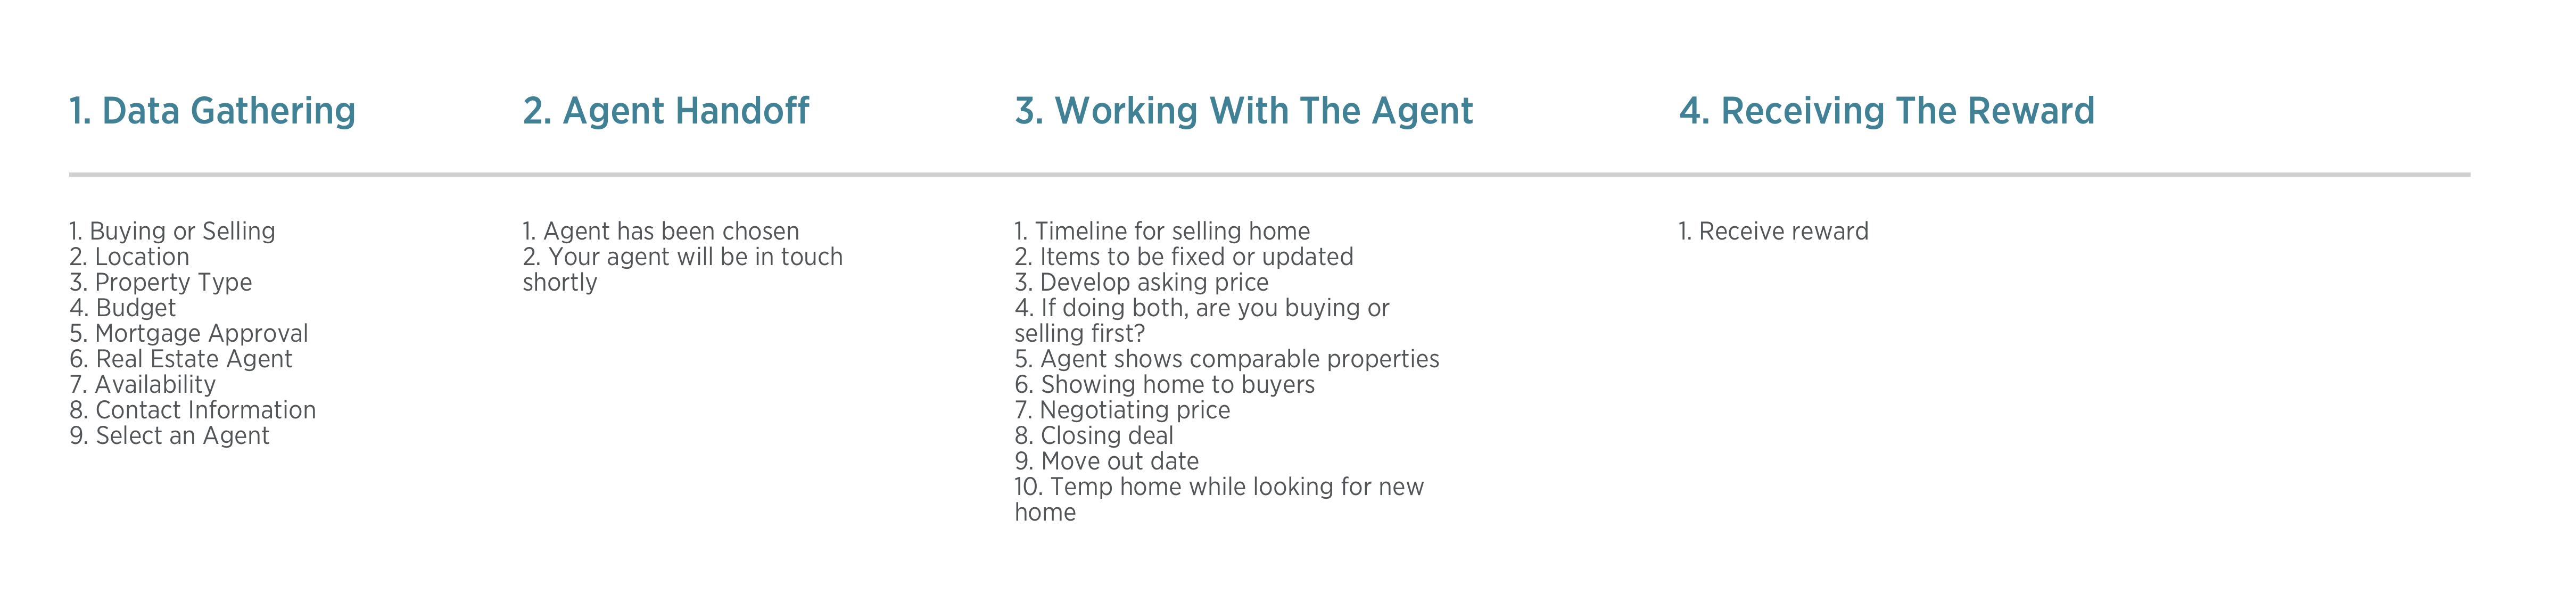 1. Data Gathering
1. Buying or Selling
2. Location
3. Property Type
4. Budget
5. Mortgage Approval
6. Real Estate Agent
7. Availability
8. Contact Information
9. Select an Agent
2. Agent Handoff
1. Agent has been chosen
2. Your agent will be in touch
shortly
3. Working With The Agent
1. Timeline for selling home
2. Items to be fixed or updated
3. Develop asking price
4. If doing both, are you buying or
selling first?
5. Agent shows comparable properties
6. Showing home to buyers
7. Negotiating price
8. Closing deal
9. Move out date
10. Temp home while looking for new
home
4. Receiving The Reward
1. Receive reward